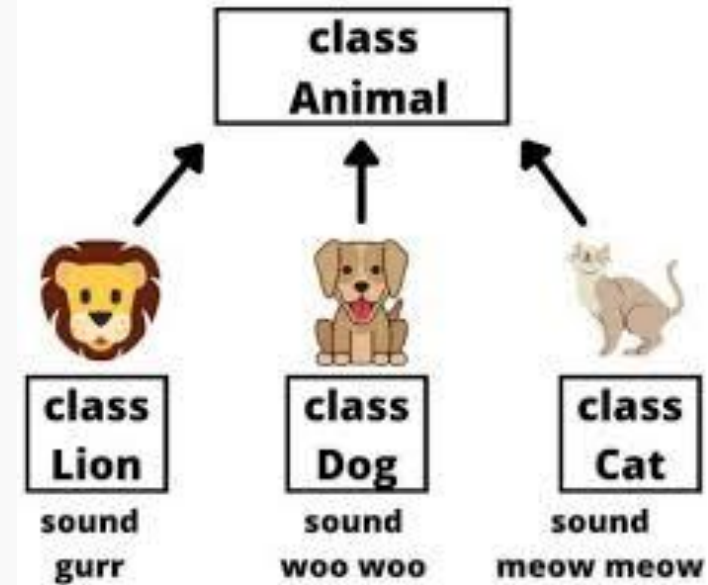 class
Animal
class
Lion
sound
gurr
class
Dog
sound
woo woo
class
Cat
sound
meow meow